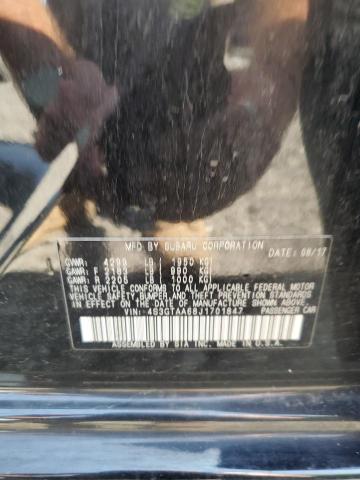 MFD BY SUBARU CORPORATION
DATE: 08/17
GVWR: 4299 LB ( 1950 KG)
GAWR: F 2183 LB ( 990 KG)
GAWR: R 2205 LB ( 1000 KG)
THIS VEHICLE CONFORMS TO ALL APPLICABLE FEDERAL MOTOR
VEHICLE SAFETY, BUMPER, AND THEFT PREVENTION STANDARDS
IN EFFECT ON THE DATE OF MANUFACTURE SHOWN ABOVE.
VIN: 4S3GTAA68J1701847
PASSENGER CAR
ASSEMBLED BY SIA INC. IN U.S.A.